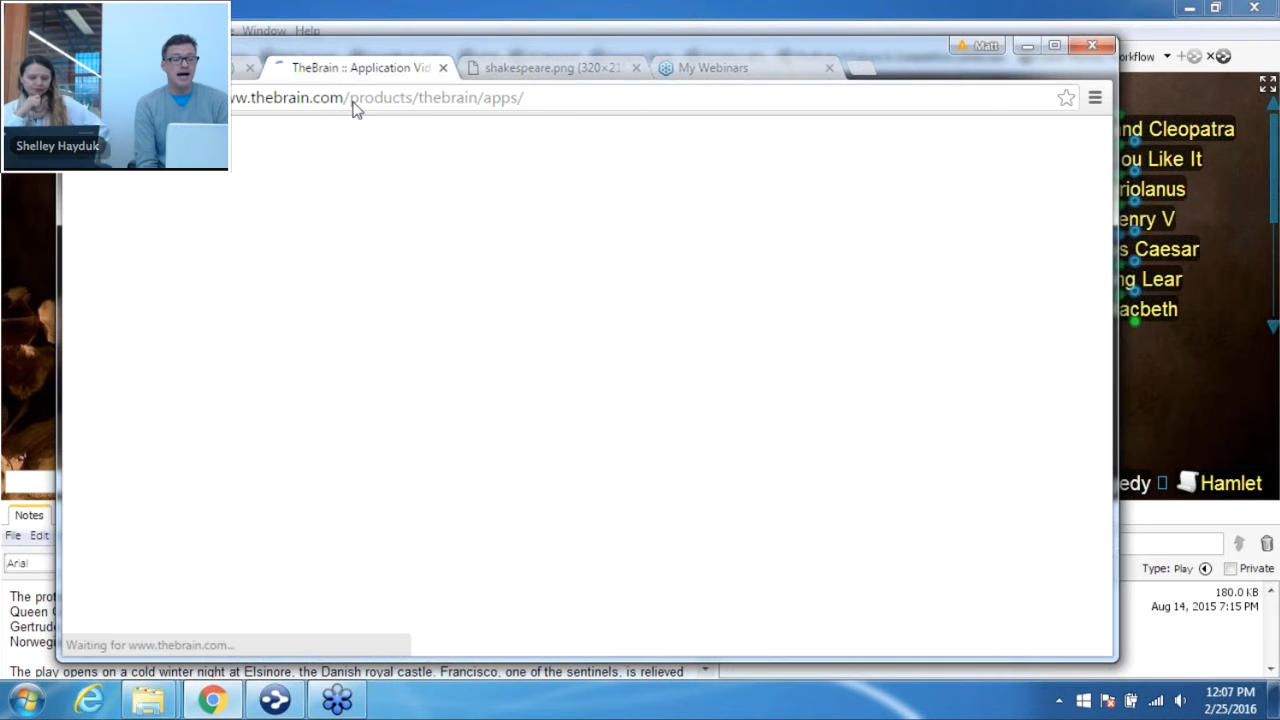 Window Help
Matt
TheBrain :: Application Vid
shakespeare.png (320×21
My Webinars
orkflow
ww.thebrain.com/products/thebrain/apps/
Shelley Hayduk
nd Cleopatra
ou Like It
riolanus
enry V
s Caesar
ng Lear
acbeth
edy
Hamlet
Notes
File Edit
Arial
Type: Play
Private
The prot
Queen
Gertrude
Norwegi
180.0 KB
Aug 14, 2015 7:15 PM
Waiting for www.thebrain.com...
The play opens on a cold winter night at Elsinore, the Danish royal castle. Francisco, one of the sentinels, is relieved
12:07 PM
2/25/2016